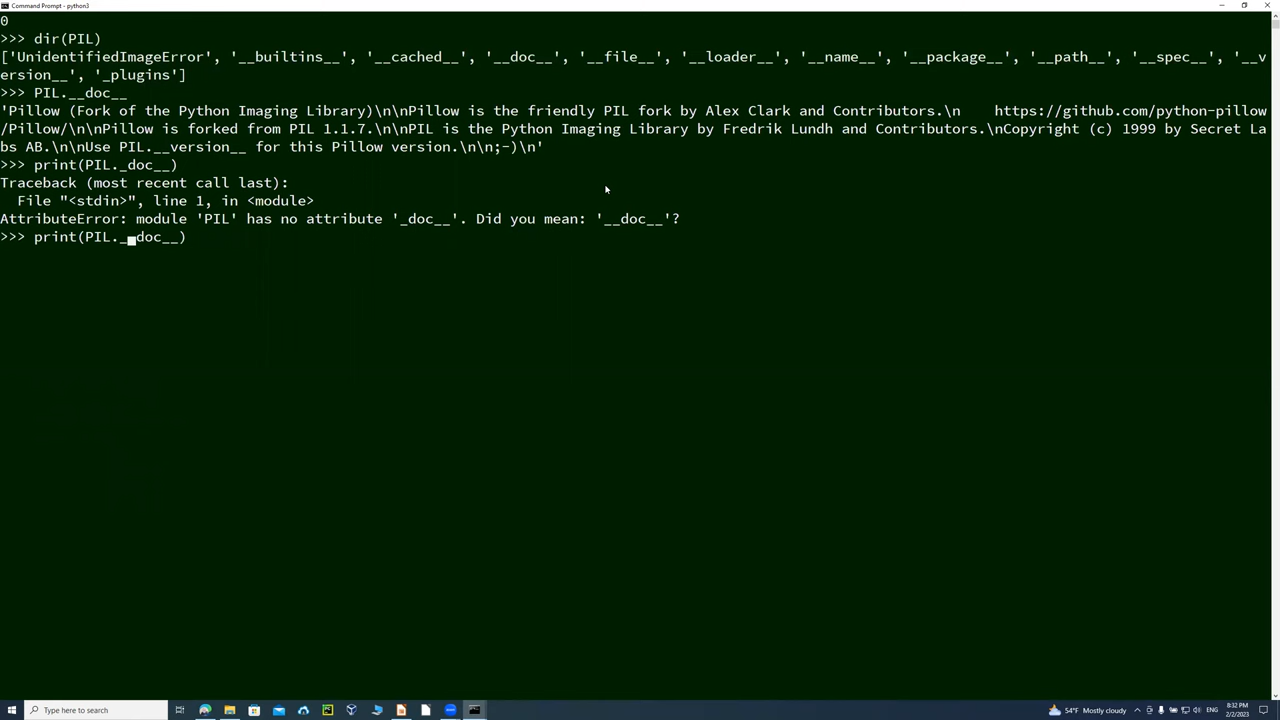 Command Prompt - python3
0
>>> dir(PIL)
['UnidentifiedImageError', '__builtins__', '__cached__', '__doc__', '__file__', '__loader__', '__name__', '__package__', '__path__', '__spec__', '__v
ersion__', '_plugins']
>>> PIL.__doc__
'Pillow (Fork of the Python Imaging Library)\n\nPillow is the friendly PIL fork by Alex Clark and Contributors.\n    https://github.com/python-pillow
/Pillow/\n\nPillow is forked from PIL 1.1.7.\n\nPIL is the Python Imaging Library by Fredrik Lundh and Contributors.\nCopyright (c) 1999 by Secret La
bs AB.\n\nUse PIL.__version__ for this Pillow version.\n\n;-)\n'
>>> print(PIL._doc__)
Traceback (most recent call last):
  File "<stdin>", line 1, in <module>
AttributeError: module 'PIL' has no attribute '_doc__'. Did you mean: '__doc__'?
>>> print(PIL.__doc__)
Type here to search
54°F Mostly cloudy
ENG
8:32 PM
2/2/2023